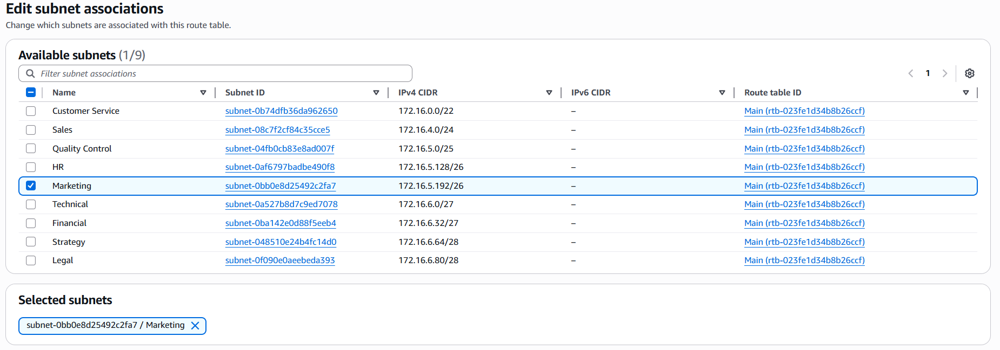 Edit subnet associations
Change which subnets are associated with this route table.
Available subnets (1/9)
Filter subnet associations
1
Name Subnet ID IPv4 CIDR IPv6 CIDR Route table ID
Customer Service subnet-0b74dfb36da962650 172.16.0.0/22 – Main (rtb-023fe1d34b8b26ccf)
Sales subnet-08c7f2cf84c35cce5 172.16.4.0/24 – Main (rtb-023fe1d34b8b26ccf)
Quality Control subnet-04fb0cb83e8ad007f 172.16.5.0/25 – Main (rtb-023fe1d34b8b26ccf)
HR subnet-0af6797badbe490f8 172.16.5.128/26 – Main (rtb-023fe1d34b8b26ccf)
Marketing subnet-0bb0e8d25492c2fa7 172.16.5.192/26 – Main (rtb-023fe1d34b8b26ccf)
Technical subnet-0a527b8d7c9ed7078 172.16.6.0/27 – Main (rtb-023fe1d34b8b26ccf)
Financial subnet-0ba142e0d88f5eeb4 172.16.6.32/27 – Main (rtb-023fe1d34b8b26ccf)
Strategy subnet-048510e24b4fc14d0 172.16.6.64/28 – Main (rtb-023fe1d34b8b26ccf)
Legal subnet-0f090e0aeebeda393 172.16.6.80/28 – Main (rtb-023fe1d34b8b26ccf)
Selected subnets
subnet-0bb0e8d25492c2fa7 / Marketing